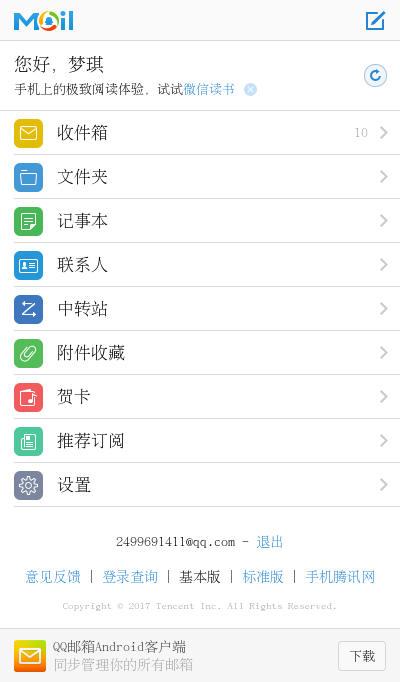 Mail
您好, 梦琪
手机上的极致阅读体验, 试试微信读书
收件箱 10
文件夹
记事本
联系人
中转站
附件收藏
贺卡
推荐订阅
设置
2499691411@qq.com - 退出
意见反馈 | 登录查询 | 基本版 | 标准版 | 手机腾讯网
Copyright © 2017 Tencent Inc. All Rights Reserved.
QQ邮箱Android客户端
同步管理你的所有邮箱
下载